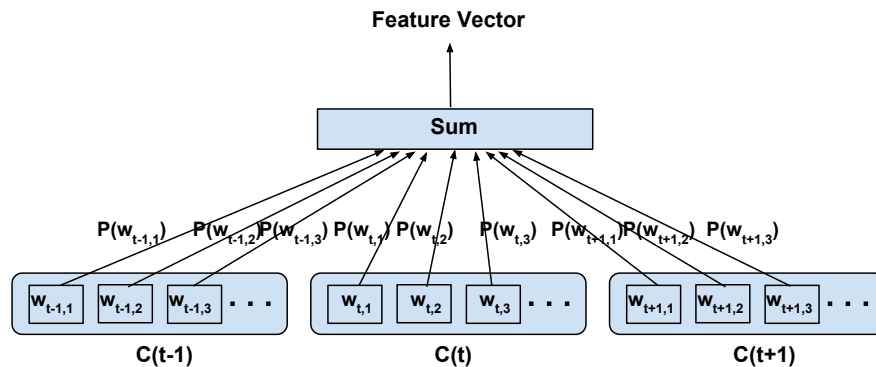 Feature Vector
Sum
P(w_{t-1,1}) P(w_{t-1,2}) P(w_{t-1,3}) P(w_{t,1}) P(w_{t,2}) P(w_{t,3}) P(w_{t+1,1}) P(w_{t+1,2}) P(w_{t+1,3})
w_{t-1,1} w_{t-1,2} w_{t-1,3} . . . w_{t,1} w_{t,2} w_{t,3} . . . w_{t+1,1} w_{t+1,2} w_{t+1,3} . . .
C(t-1) C(t) C(t+1)